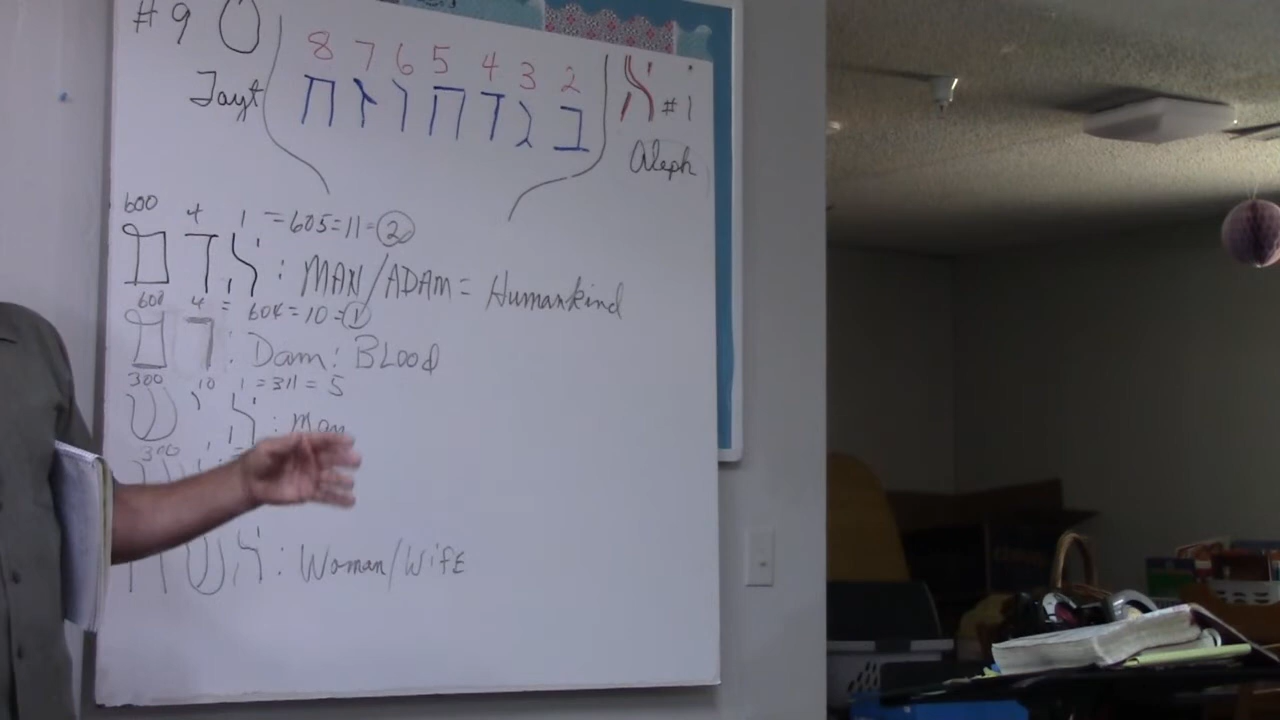 #9 ט 8 7 6 5 4 3 2 א #1
Tayt ח ז ו ה ד ג ב Aleph
600 4 1 = 605 = 11 = 2
ם ד א : MAN/ADAM = Humankind
600 4 = 604 = 10 = 1
ם ד : Dam: BLOOD
300 10 1 = 311 = 5
ש י א : Man
300 1
ה ש א : Woman/Wife